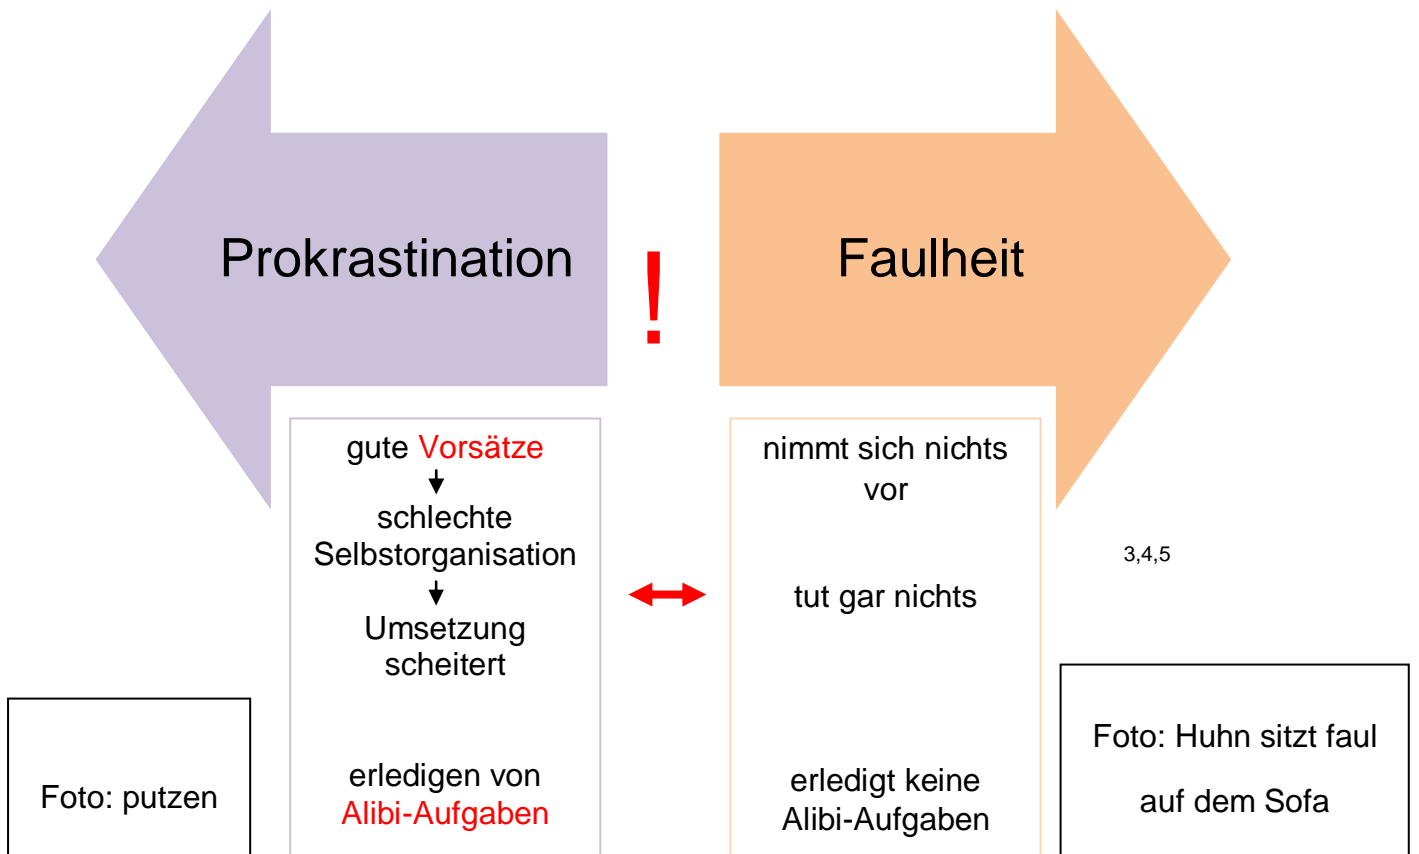 Prokrastination
!
Faulheit
gute Vorsätze
schlechte
Selbstorganisation
Umsetzung
scheitert
erledigen von
Alibi-Aufgaben
nimmt sich nichts
vor
tut gar nichts
erledigt keine
Alibi-Aufgaben
3,4,5
Foto: putzen
Foto: Huhn sitzt faul
auf dem Sofa